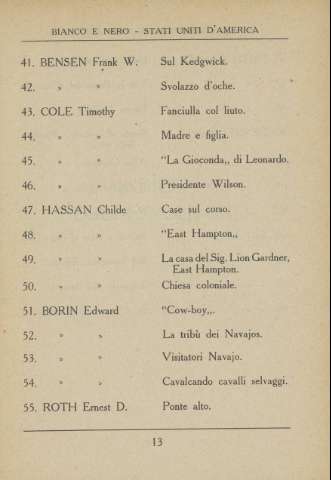 BIANCO E NERO - STATI UNITI D'AMERICA
41. BENSEN Frank W. Sul Kedgwick.
42. » » Svolazzo d'oche.
43. COLE Timothy Fanciulla col liuto.
44. » » Madre e figlia.
45. » » "La Gioconda,, di Leonardo.
46. » » Presidente Wilson.
47. HASSAN Childe Case sul corso.
48. » » "East Hampton,,
49. » » La casa del Sig. Lion Gardner,
East Hampton.
50. » » Chiesa coloniale.
51. BORIN Edward "Cow-boy,,.
52. » » La tribù dei Navajos.
53. » » Visitatori Navajo.
54. » » Cavalcando cavalli selvaggi.
55. ROTH Ernest D. Ponte alto.
13